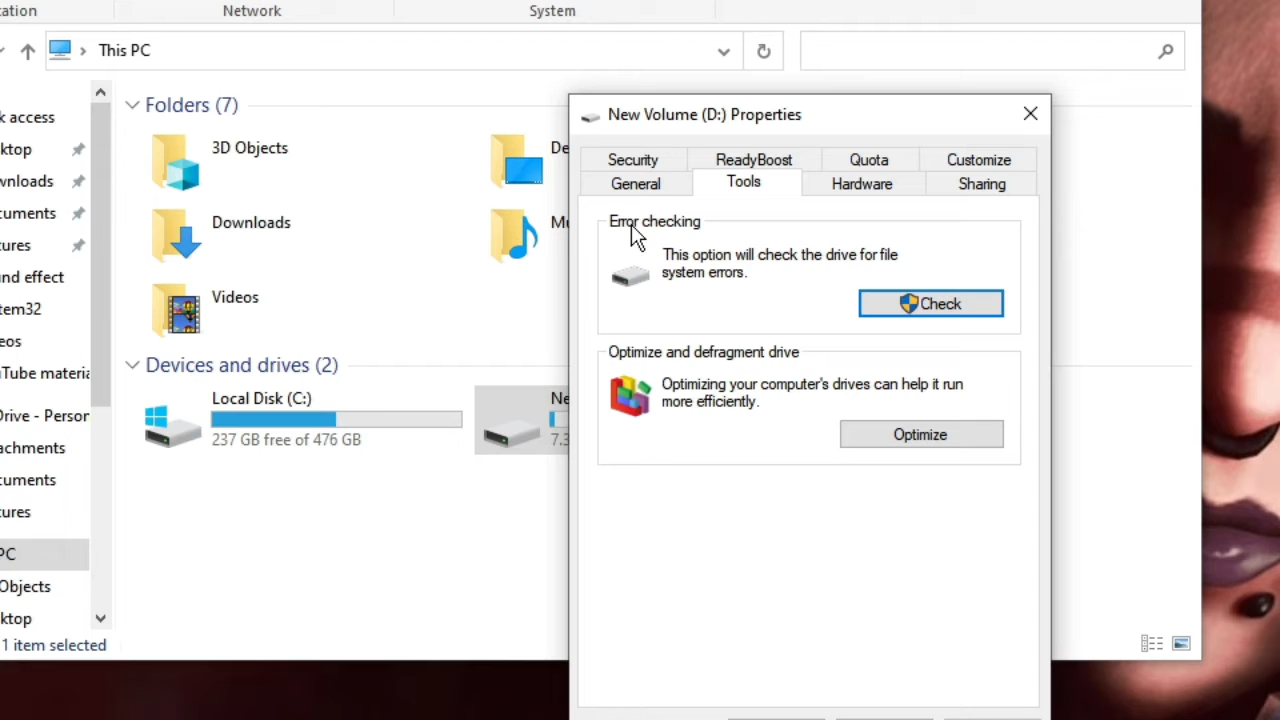 Network
System
This PC
Folders (7)
access
3D Objects
Downloads
Videos
Devices and drives (2)
Local Disk (C:)
237 GB free of 476 GB
effect
Objects
1 item selected
New Volume (D:) Properties
Security
ReadyBoost
Quota
Customize
General
Tools
Hardware
Sharing
Error checking
This option will check the drive for file
system errors.
Check
Optimize and defragment drive
Optimizing your computer's drives can help it run
more efficiently.
Optimize